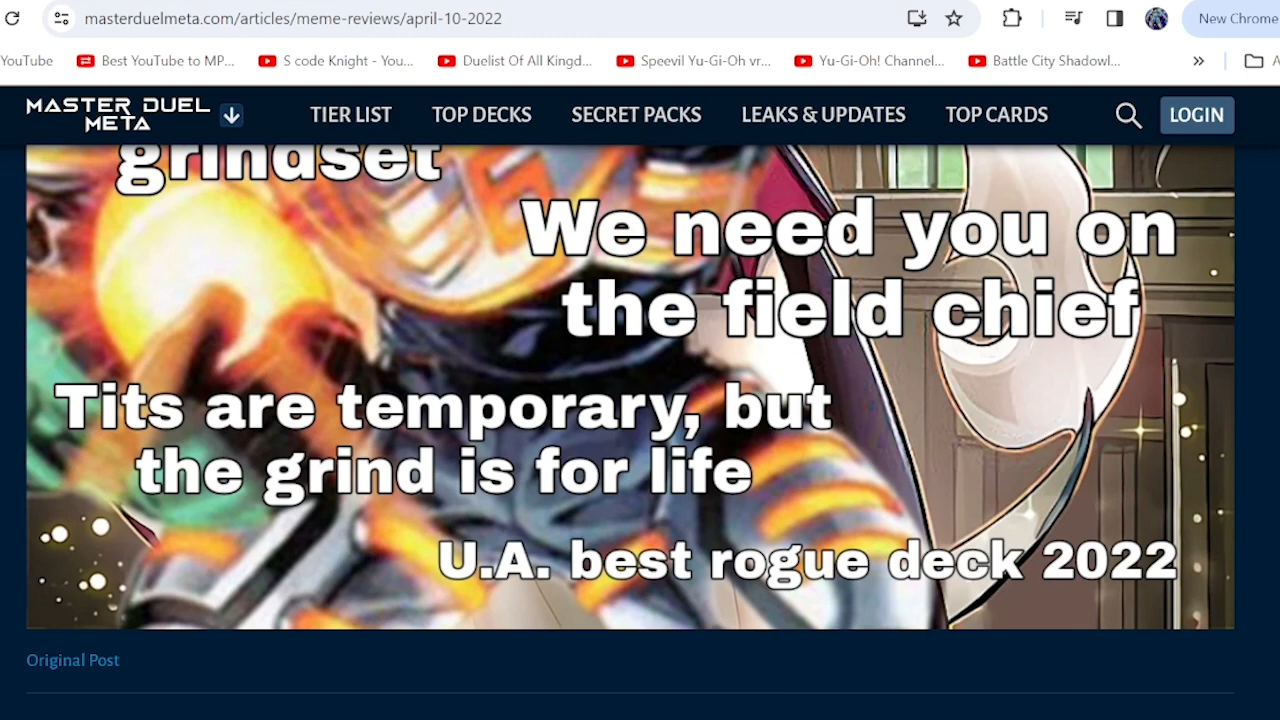 masterduelmeta.com/articles/meme-reviews/april-10-2022
New Chrome
YouTube
Best YouTube to MP...
S code Knight - You...
Duelist Of All Kingd...
Speevil Yu-Gi-Oh vr...
Yu-Gi-Oh! Channel...
Battle City Shadowl...
MASTER DUEL
META
TIER LIST
TOP DECKS
SECRET PACKS
LEAKS & UPDATES
TOP CARDS
LOGIN
grindset
We need you on
the field chief
Tits are temporary, but
the grind is for life
U.A. best rogue deck 2022
Original Post